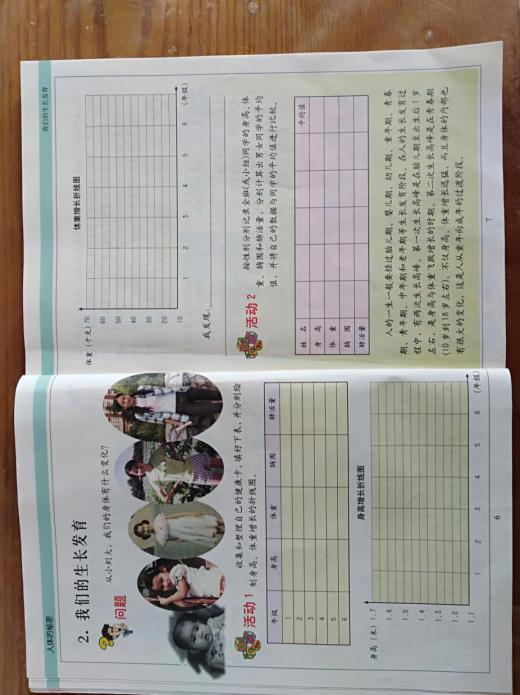 人体的秘密
2. 我们的生长发育
问题
从小到大，我们的身体有什么变化？
活动 1
收集和整理自己的健康卡，填好下表，并分别绘
制身高、体重增长的折线图。
年级 身高 体重 胸围 肺活量
1
2
3
4
5
6
身高增长折线图
身高（米）
1.7
1.6
1.5
1.4
1.3
1.2
1.1
1 2 3 4 5 6 （年级）
6
我们的生长发育
体重增长折线图
体重（千克）
70
60
50
40
30
20
10
1 2 3 4 5 6 （年级）
我发现：
活动 2
按性别分别记录全班(或小组)同学的身高、体
重、胸围和肺活量。分别计算出男女同学的平均
值，并将自己的数据与同学的平均值进行比较。
姓名 平均值
身高
体重
胸围
肺活量
人的一生一般要经过胎儿期、婴儿期、幼儿期、童年期、青春
期、青年期、中年期和老年期等生长发育阶段。在人的生长发育过
程中，有两次生长高峰。第一次生长高峰是在胎儿期至出生后1岁
左右，是身高与体重飞跃增长的时期。第二次生长高峰是在青春期
(10岁到18岁左右)，不仅身高、体重增长迅猛，而且身体的内部也
有很大的变化，这是人从童年向成年的过渡阶段。
7